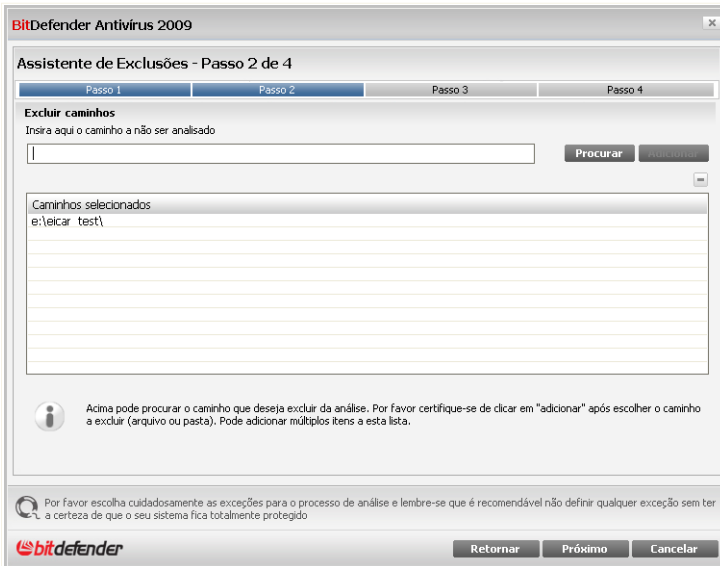 BitDefender Antivírus 2009
Assistente de Exclusões - Passo 2 de 4
Passo 1 Passo 2 Passo 3 Passo 4
Excluir caminhos
Insira aqui o caminho a não ser analisado
Procurar Adicionar
Caminhos selecionados
e:\eicar test\
Acima pode procurar o caminho que deseja excluir da análise. Por favor certifique-se de clicar em "adicionar" após escolher o caminho
a excluir (arquivo ou pasta). Pode adicionar múltiplos itens a esta lista.
Por favor escolha cuidadosamente as exceções para o processo de análise e lembre-se que é recomendável não definir qualquer exceção sem ter
a certeza de que o seu sistema fica totalmente protegido
bitdefender Retornar Próximo Cancelar